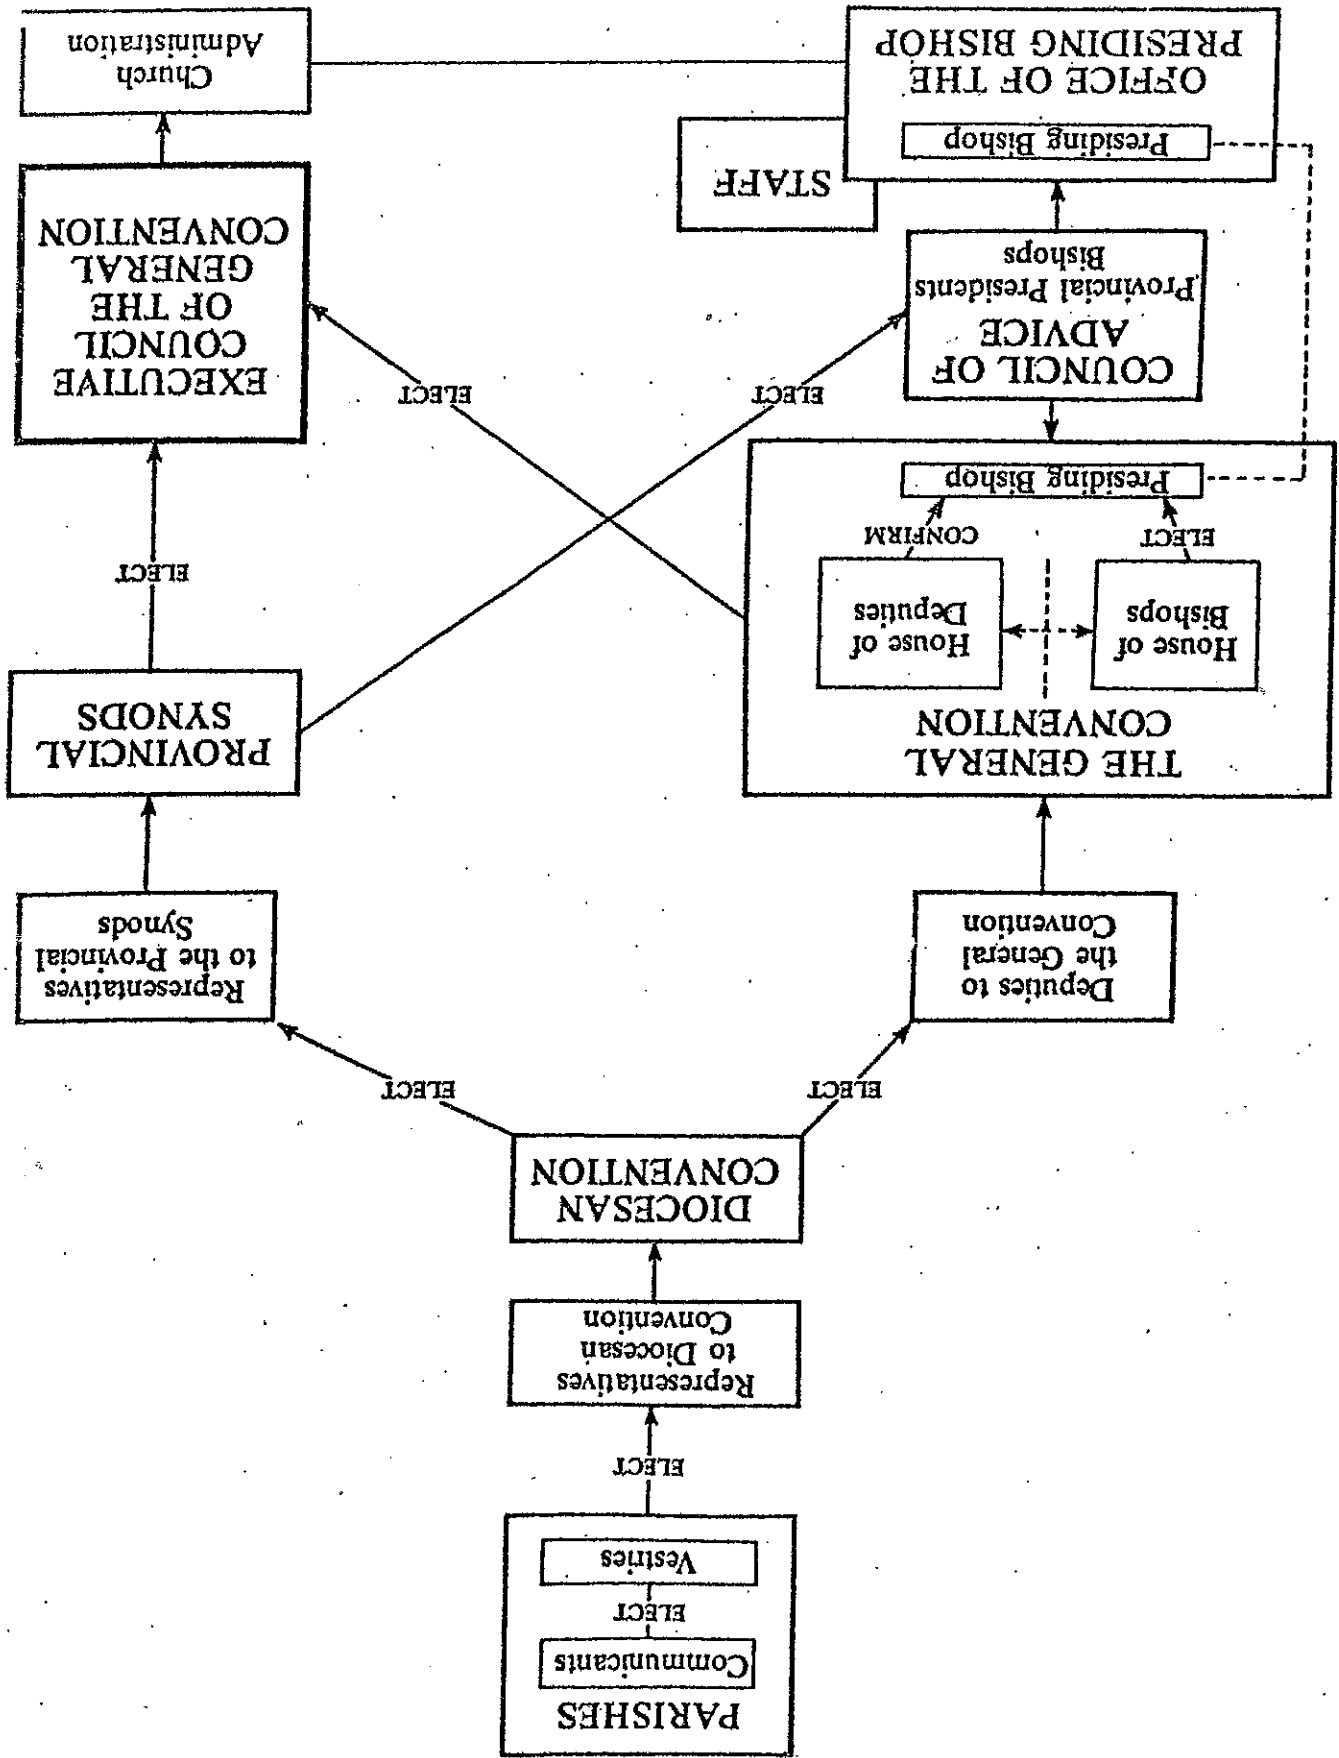 PARISHES
Communicants
ELECT
Vestries
ELECT
Representatives
to Diocesan
Convention
DIOCESAN
CONVENTION
ELECT
ELECT
Deputies to
the General
Convention
Representatives
to the Provincial
Synods
THE GENERAL
CONVENTION
House of
Bishops
House of
Deputies
ELECT
CONFIRM
Presiding Bishop
PROVINCIAL
SYNODS
ELECT
ELECT
ELECT
COUNCIL OF
ADVICE
Provincial Presidents
Bishops
EXECUTIVE
COUNCIL
OF THE
GENERAL
CONVENTION
STAFF
Presiding Bishop
OFFICE OF THE
PRESIDING BISHOP
Church
Administration